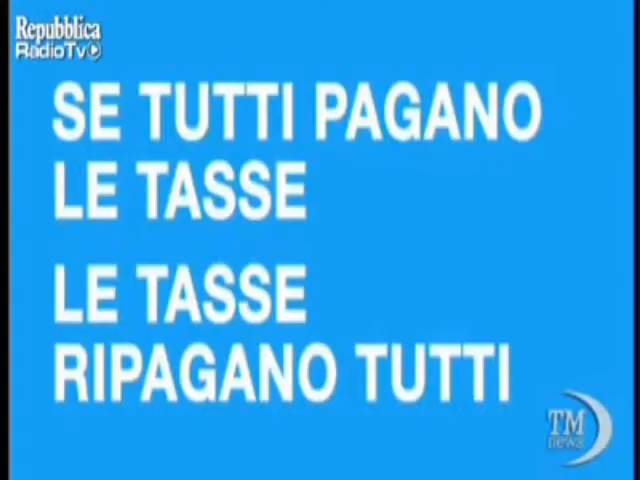 Repubblica
RadioTv
SE TUTTI PAGANO
LE TASSE
LE TASSE
RIPAGANO TUTTI
TM
news